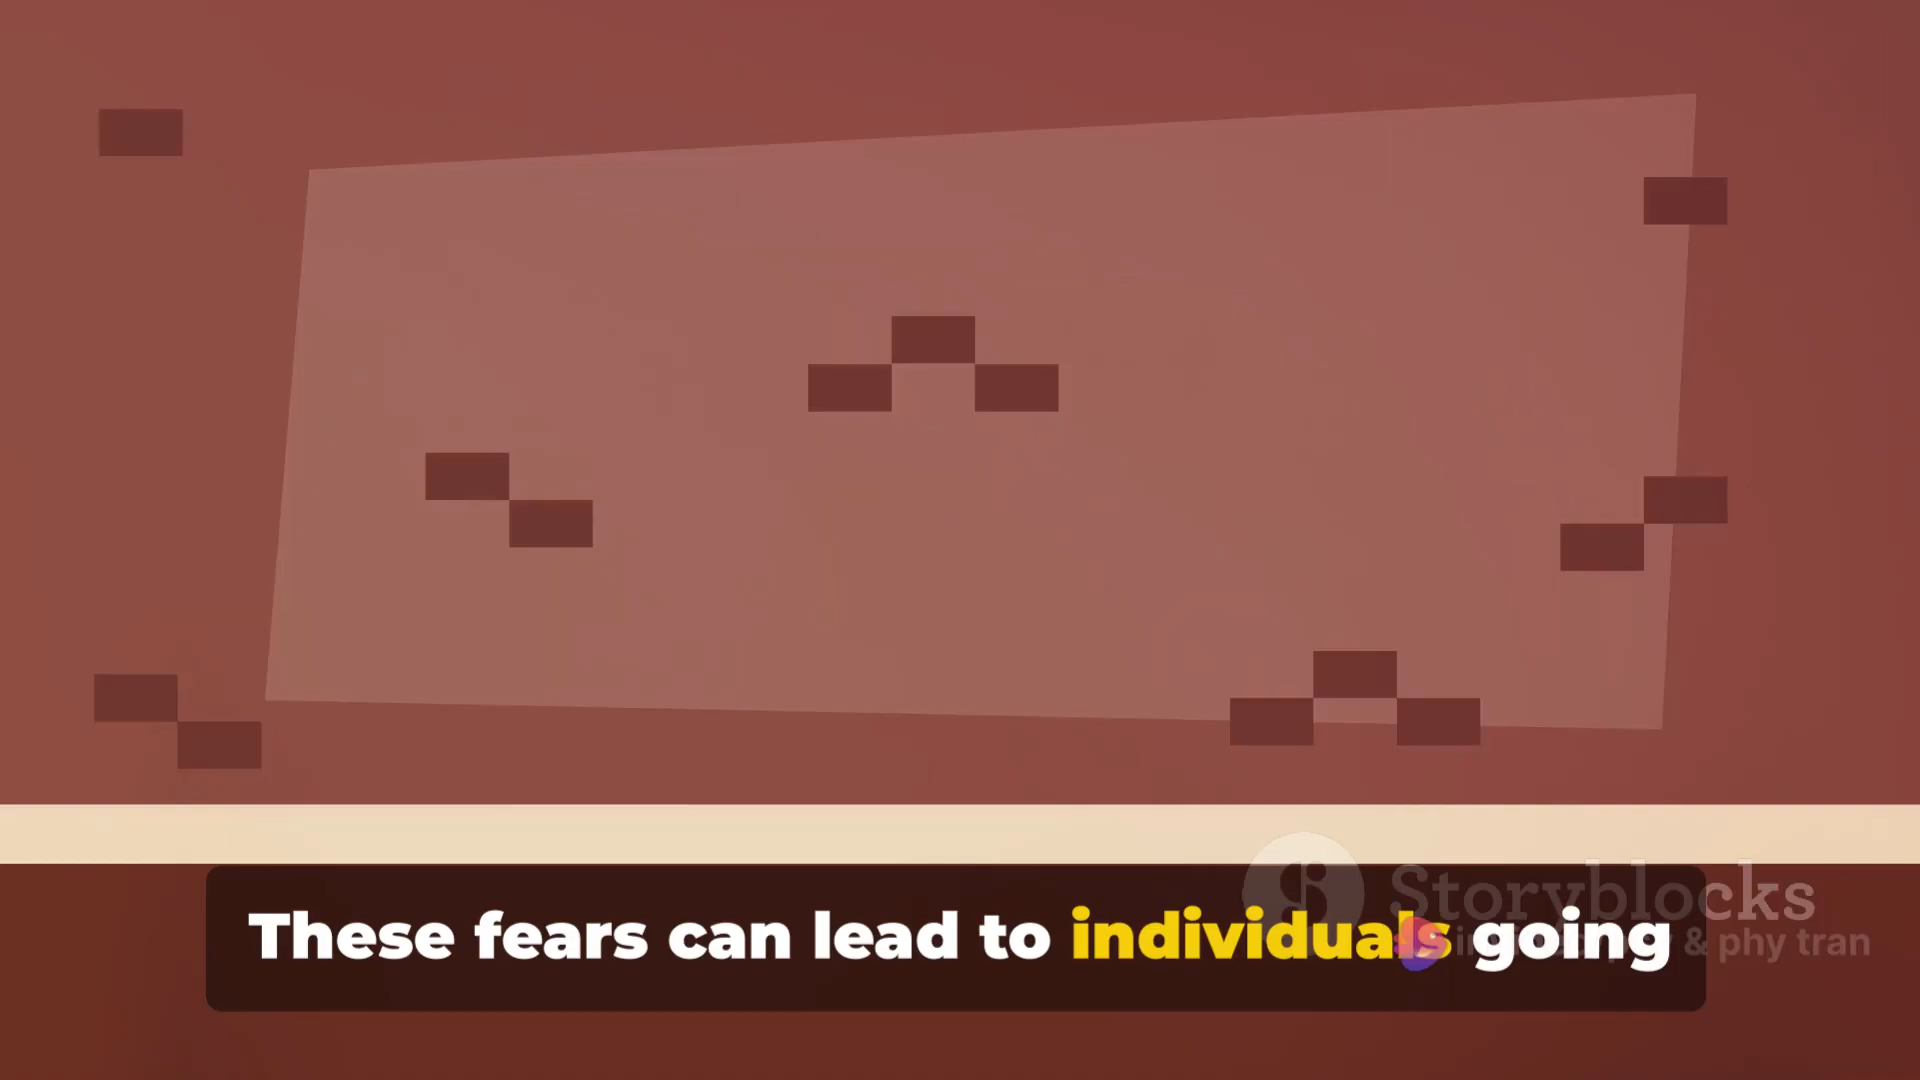 Storyblocks
These fears can lead to individuals going
& phy tran